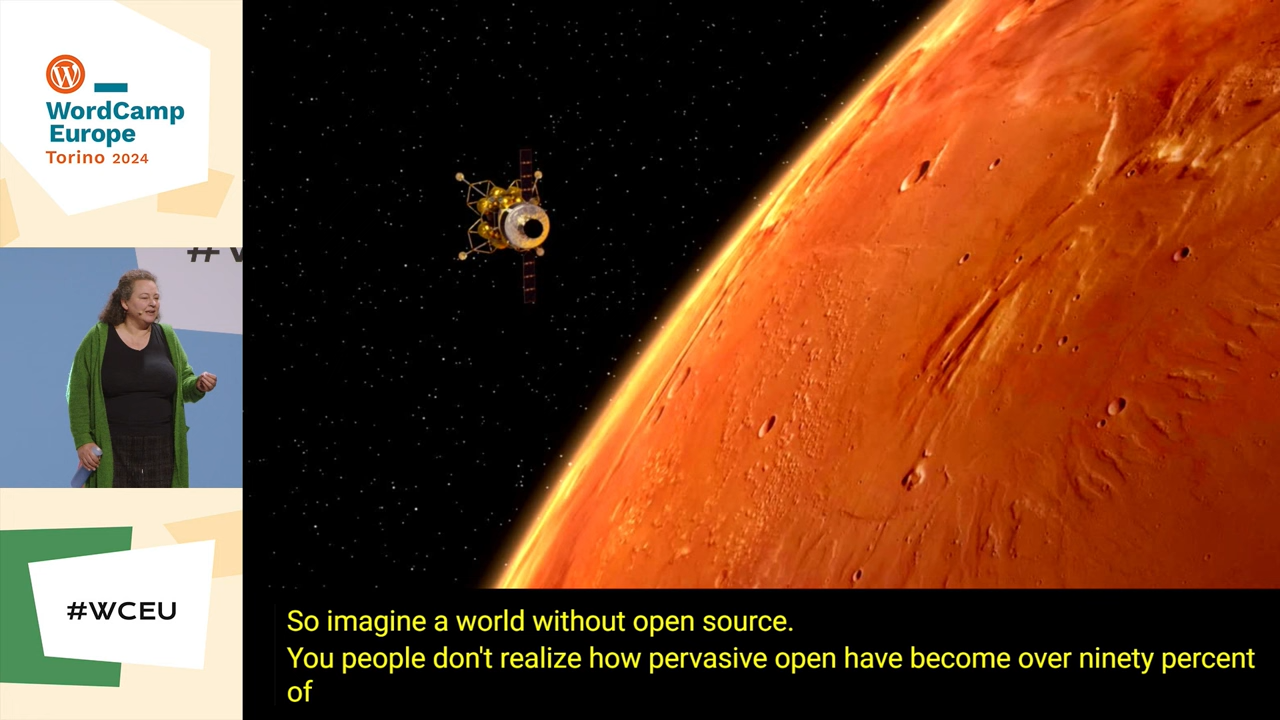 WordCamp
Europe
Torino 2024
#W
#WCEU
So imagine a world without open source.
You people don't realize how pervasive open have become over ninety percent
of